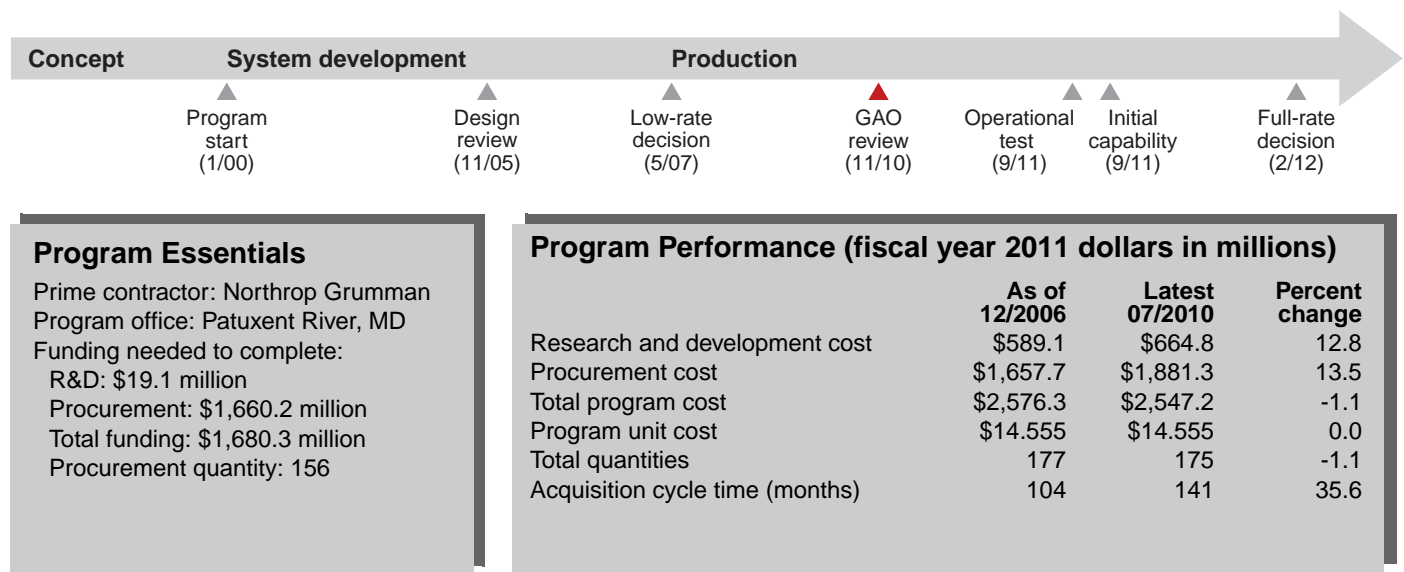 Concept System development Production
Program start (1/00)
Design review (11/05)
Low-rate decision (5/07)
GAO review (11/10)
Operational test (9/11)
Initial capability (9/11)
Full-rate decision (2/12)
Program Essentials
Prime contractor: Northrop Grumman
Program office: Patuxent River, MD
Funding needed to complete:
R&D: $19.1 million
Procurement: $1,660.2 million
Total funding: $1,680.3 million
Procurement quantity: 156
Program Performance (fiscal year 2011 dollars in millions)
As of 12/2006 Latest 07/2010 Percent change
Research and development cost $589.1 $664.8 12.8
Procurement cost $1,657.7 $1,881.3 13.5
Total program cost $2,576.3 $2,547.2 -1.1
Program unit cost $14.555 $14.555 0.0
Total quantities 177 175 -1.1
Acquisition cycle time (months) 104 141 35.6